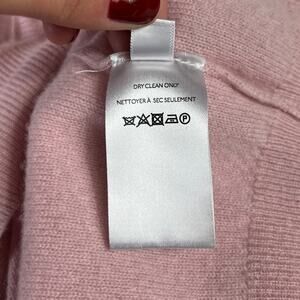 DRY CLEAN ONLY
NETTOYER À SEC SEULEMENT
P